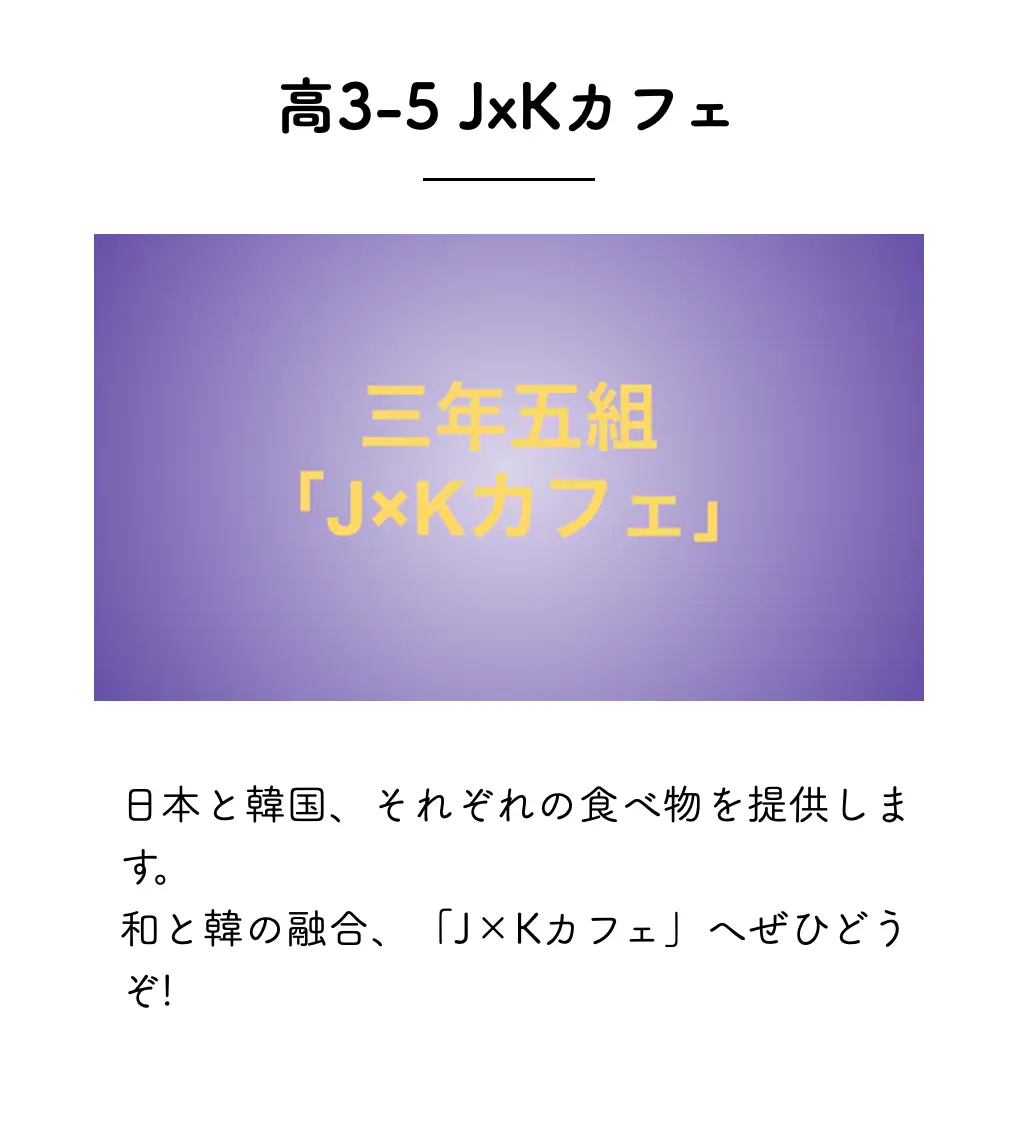 高3-5 JxKカフェ
三年五組
「J×Kカフェ」
日本と韓国、それぞれの食べ物を提供しま
す。
和と韓の融合、「J×Kカフェ」へぜひどう
ぞ!